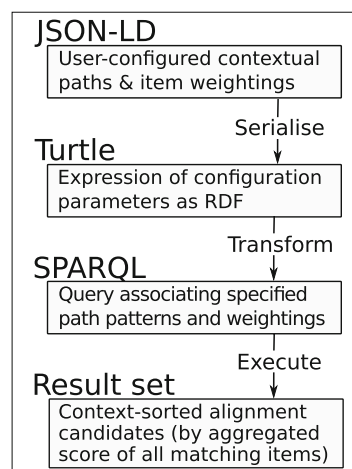 JSON-LD
User-configured contextual
paths & item weightings
Serialise
Turtle
Expression of configuration
parameters as RDF
Transform
SPARQL
Query associating specified
path patterns and weightings
Execute
Result set
Context-sorted alignment
candidates (by aggregated
score of all matching items)